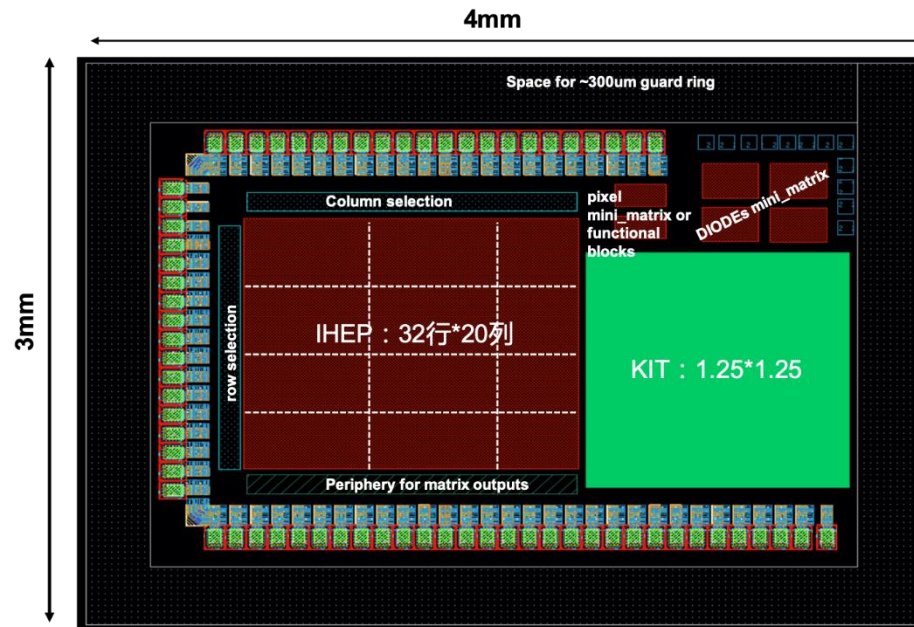 4mm
Space for ~300um guard ring
3mm
Column selection
pixel
mini_matrix or
functional
blocks
DIODEs mini_matrix
row selection
IHEP：32行*20列
KIT：1.25*1.25
Periphery for matrix outputs